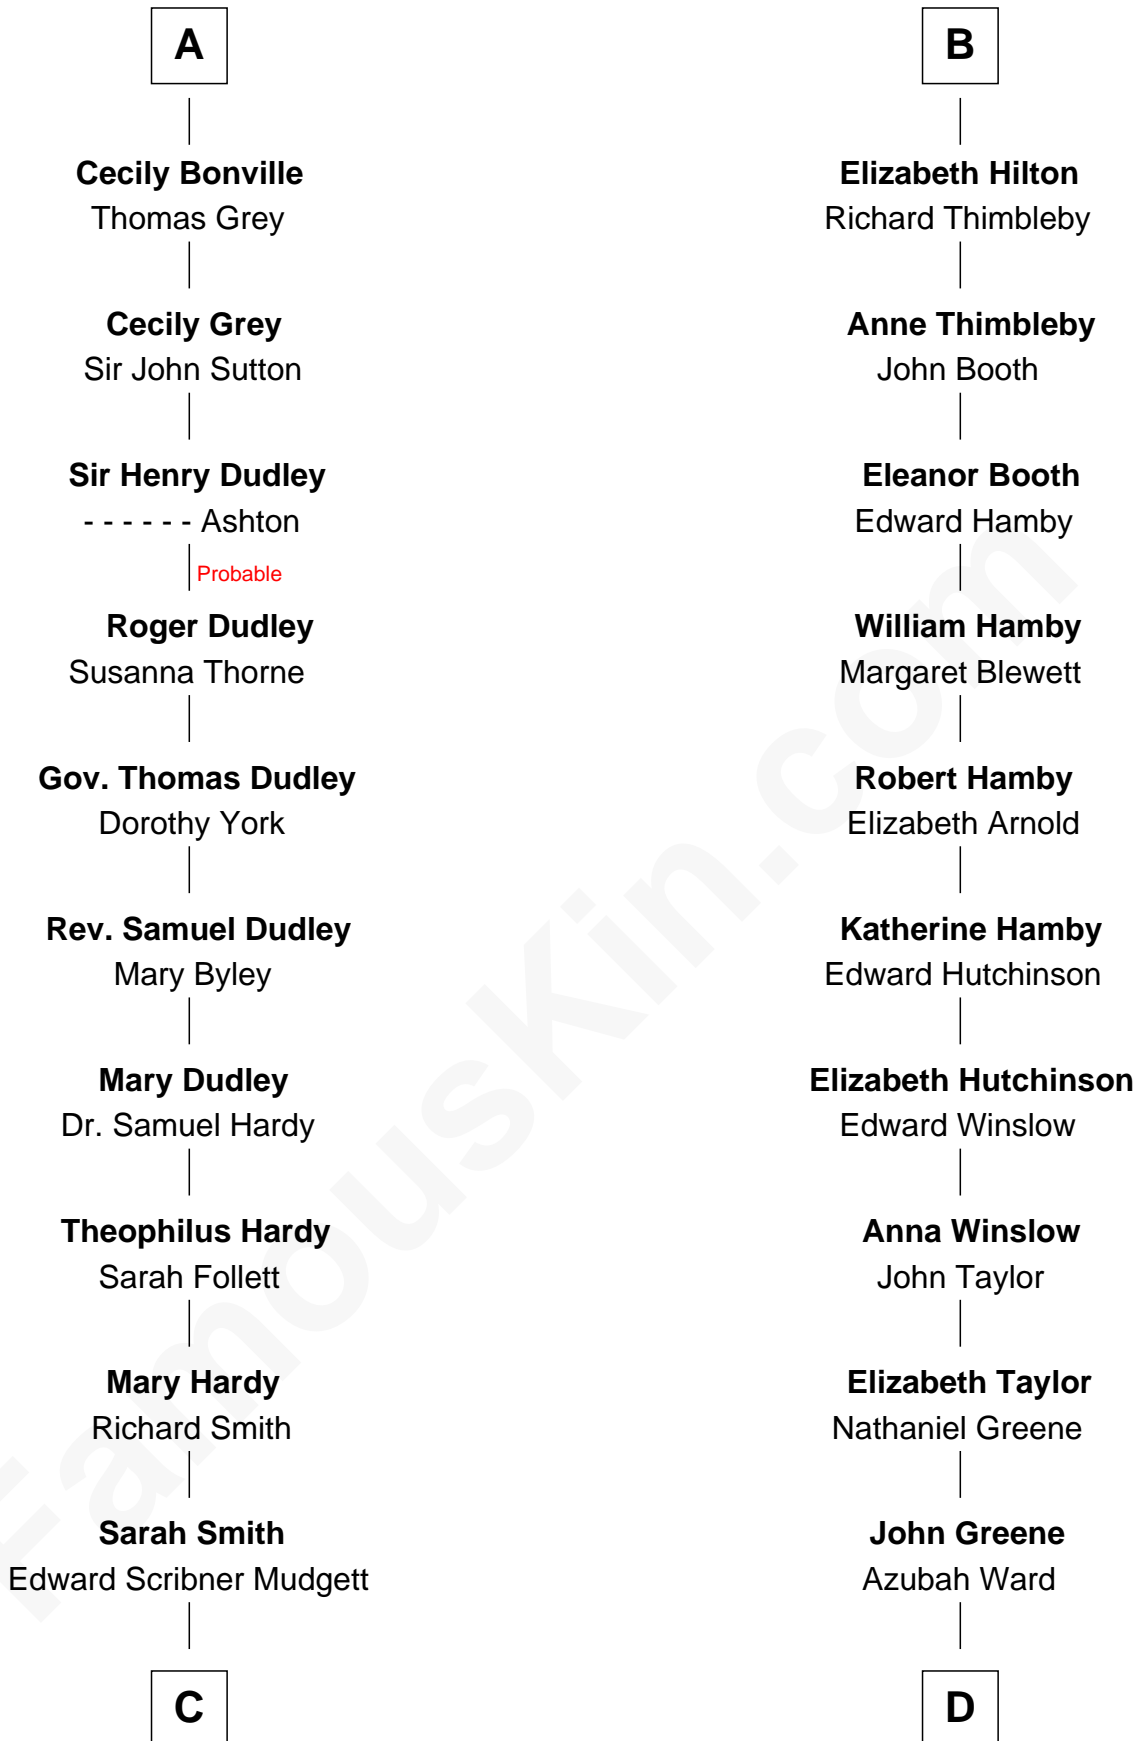 A
Cecily Bonville
Thomas Grey
Cecily Grey
Sir John Sutton
Sir Henry Dudley
- - - - - - Ashton
Probable
Roger Dudley
Susanna Thorne
Gov. Thomas Dudley
Dorothy York
Rev. Samuel Dudley
Mary Byley
Mary Dudley
Dr. Samuel Hardy
Theophilus Hardy
Sarah Follett
Mary Hardy
Richard Smith
Sarah Smith
Edward Scribner Mudgett
C
B
Elizabeth Hilton
Richard Thimbleby
Anne Thimbleby
John Booth
Eleanor Booth
Edward Hamby
William Hamby
Margaret Blewett
Robert Hamby
Elizabeth Arnold
Katherine Hamby
Edward Hutchinson
Elizabeth Hutchinson
Edward Winslow
Anna Winslow
John Taylor
Elizabeth Taylor
Nathaniel Greene
John Greene
Azubah Ward
D
FamousKin.com